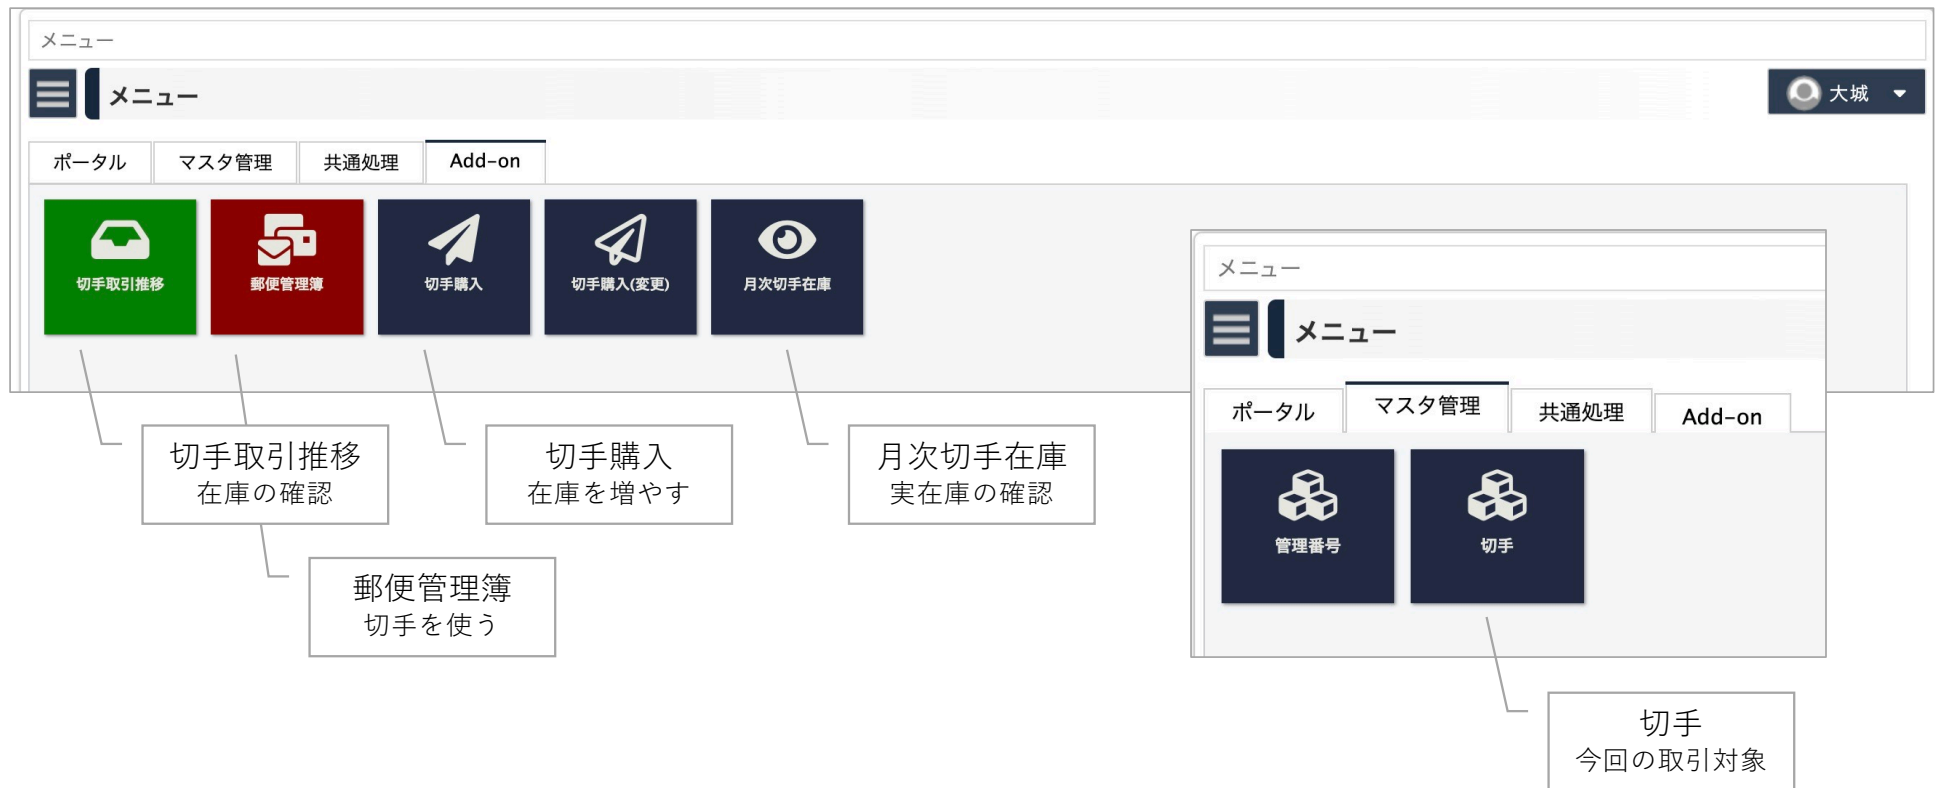 メニュー
メニュー
大城
ポータル
マスタ管理
共通処理
Add-on
切手取引推移
郵便管理簿
切手購入
切手購入(変更)
月次切手在庫
切手取引推移
在庫の確認
切手購入
在庫を増やす
月次切手在庫
実在庫の確認
郵便管理簿
切手を使う
メニュー
メニュー
ポータル
マスタ管理
共通処理
Add-on
管理番号
切手
切手
今回の取引対象